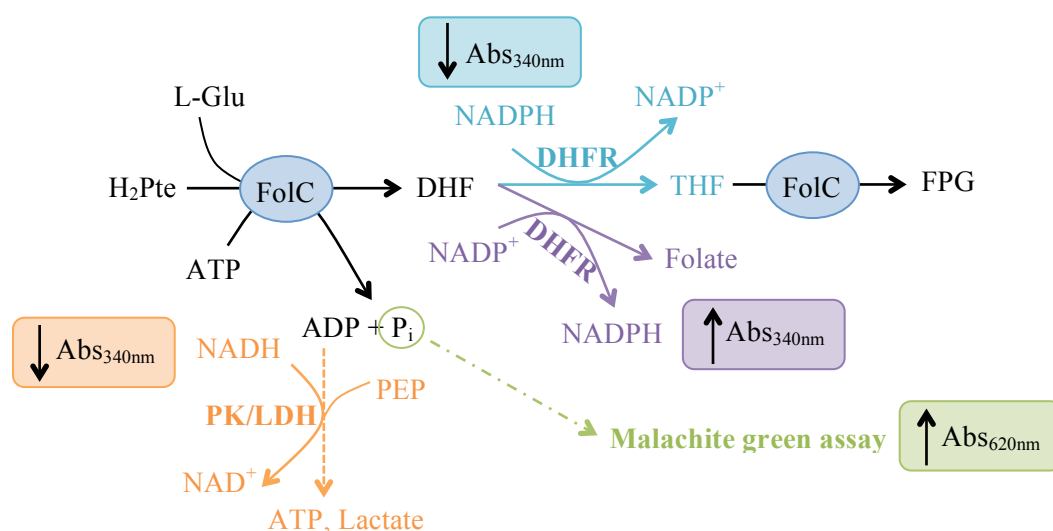 ↓ Abs₃₄₀nm
L-Glu
NADPH
NADP⁺
DHFR
H₂Pte
FolC
DHF
THF
FolC
FPG
NADP⁺
DHFR
Folate
ATP
ADP + Pᵢ
NADPH
↑ Abs₃₄₀nm
↓ Abs₃₄₀nm
NADH
PEP
PK/LDH
Malachite green assay
↑ Abs₆₂₀nm
NAD⁺
ATP, Lactate